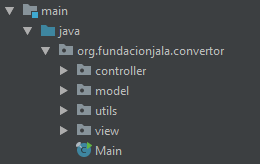 main
java
org.fundacionjala.convertor
controller
model
utils
view
Main